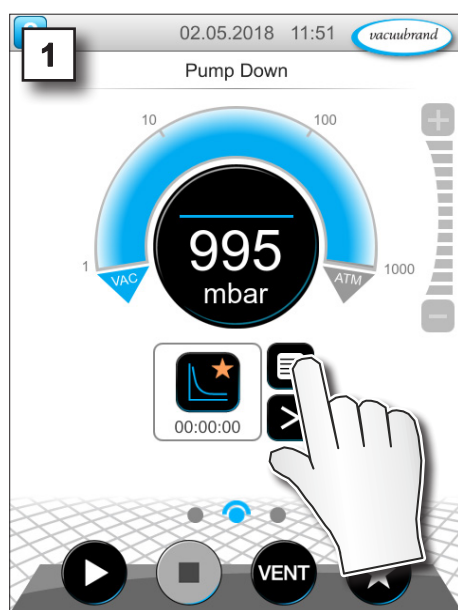 02.05.2018 11:51 vacuubrand
1
Pump Down
10 100
1 VAC ATM 1000
995
mbar
00:00:00
VENT